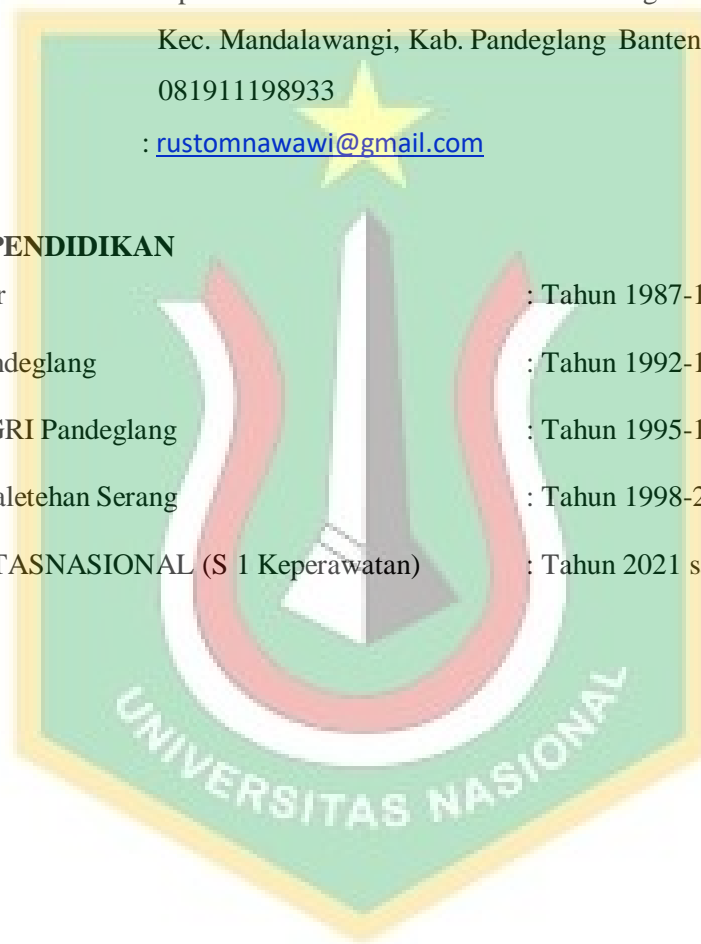 Kec. Mandalawangi, Kab. Pandeglang Banten
081911198933
: rustomnawawi@gmail.com
PENDIDIKAN
: Tahun 1987-1
ndeglang : Tahun 1992-1
GRI Pandeglang : Tahun 1995-1
aletehan Serang : Tahun 1998-2
TASNASIONAL (S 1 Keperawatan) : Tahun 2021 s
UNIVERSITAS NASIONAL